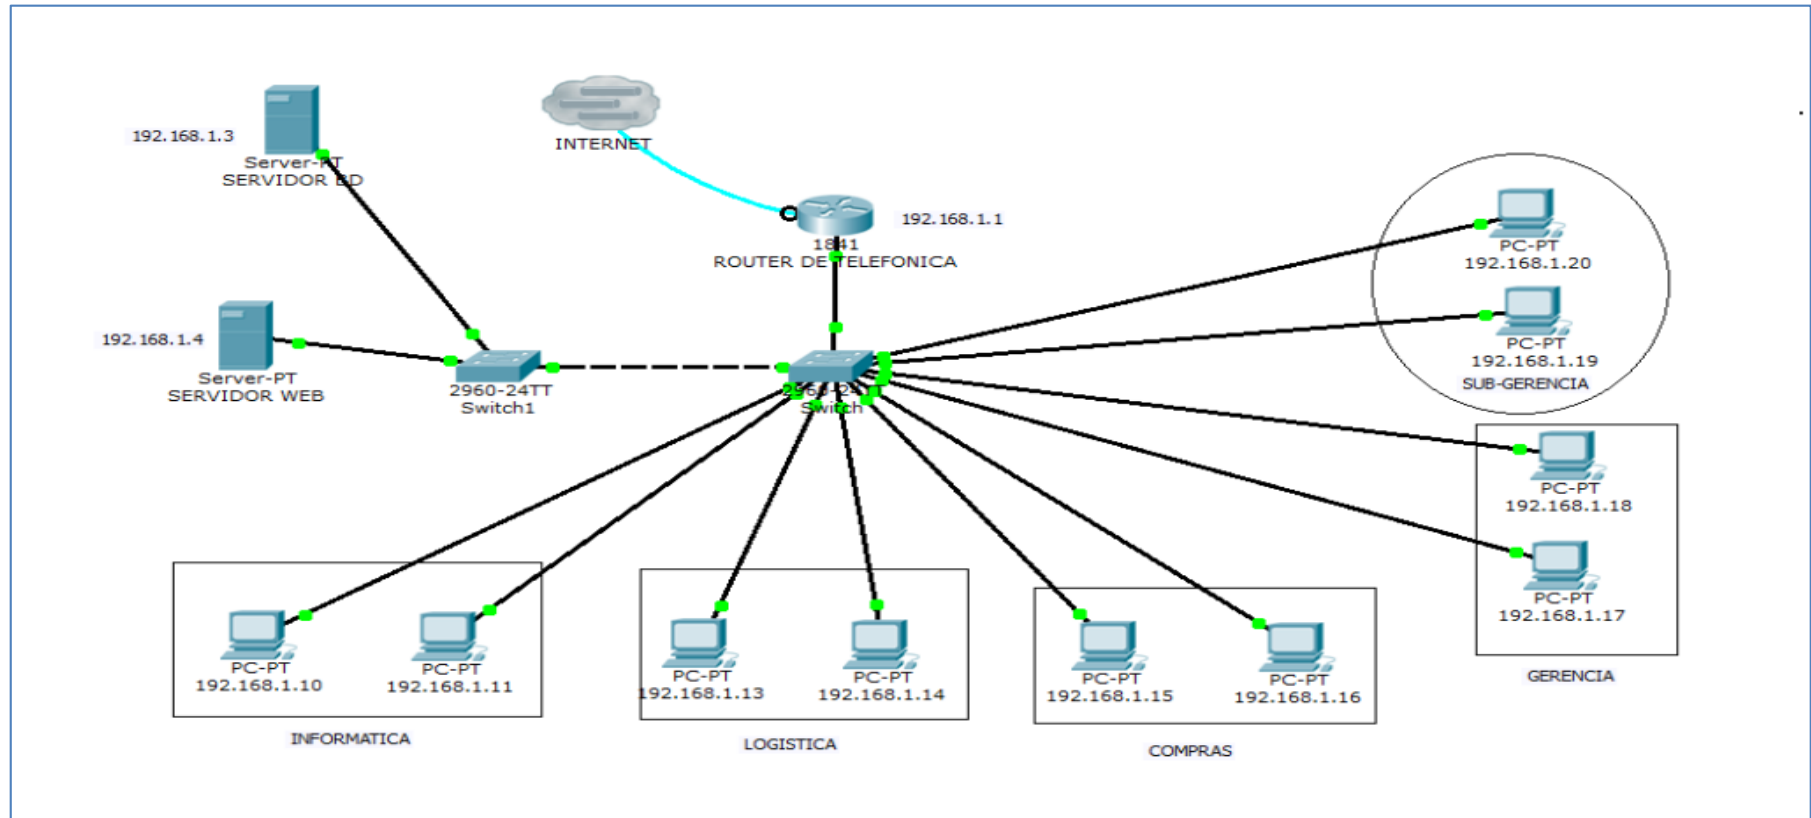 192.168.1.3
Server-PT
SERVIDOR BD
INTERNET
192.168.1.1
1841
ROUTER DE TELEFONICA
192.168.1.4
Server-PT
SERVIDOR WEB
2960-24TT
Switch1
2960-24TT
Switch
PC-PT
192.168.1.20
PC-PT
192.168.1.19
SUB-GERENCIA
PC-PT
192.168.1.18
PC-PT
192.168.1.17
GERENCIA
PC-PT
192.168.1.10
PC-PT
192.168.1.11
INFORMATICA
PC-PT
192.168.1.13
PC-PT
192.168.1.14
LOGISTICA
PC-PT
192.168.1.15
PC-PT
192.168.1.16
COMPRAS